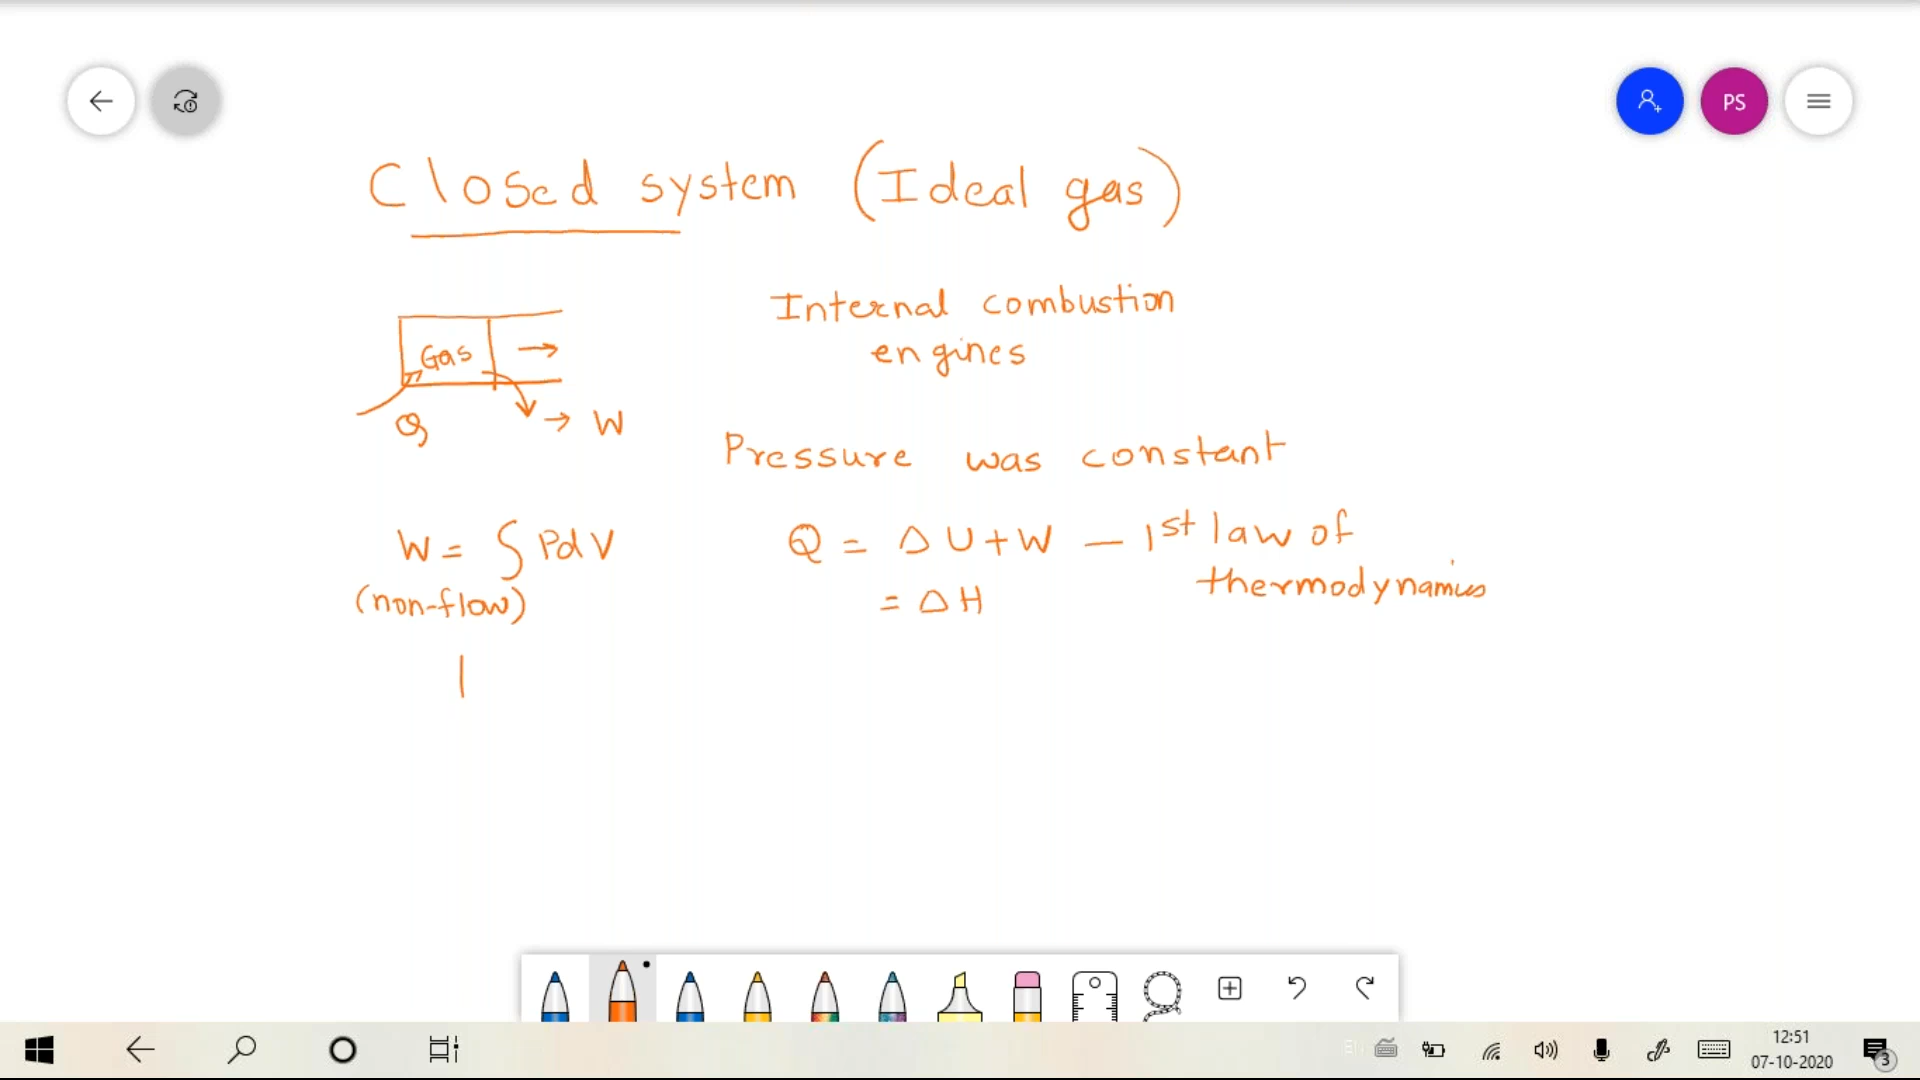 PS
Closed system (Ideal gas)
Internal combustion
engines
Gas
Q
→ W
Pressure was constant
W = ∫ PdV
(non-flow)
Q = ΔU+W — 1st law of
thermodynamics
= ΔH
12:51
07-10-2020
3